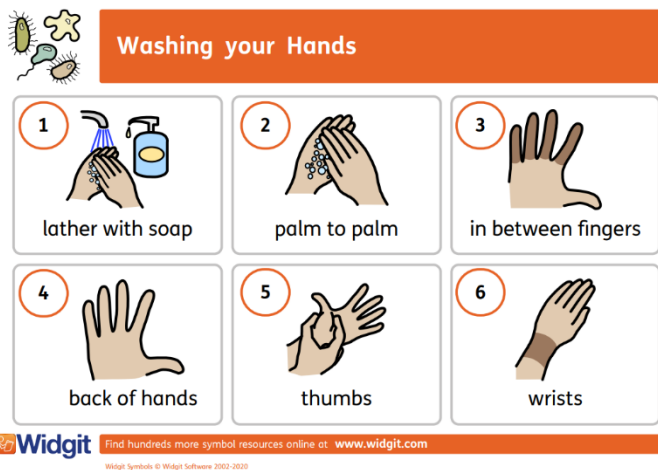 Washing your Hands
1
lather with soap
2
palm to palm
3
in between fingers
4
back of hands
5
thumbs
6
wrists
Widgit
Find hundreds more symbol resources online at www.widgit.com
Widgit Symbols © Widgit Software 2002-2020